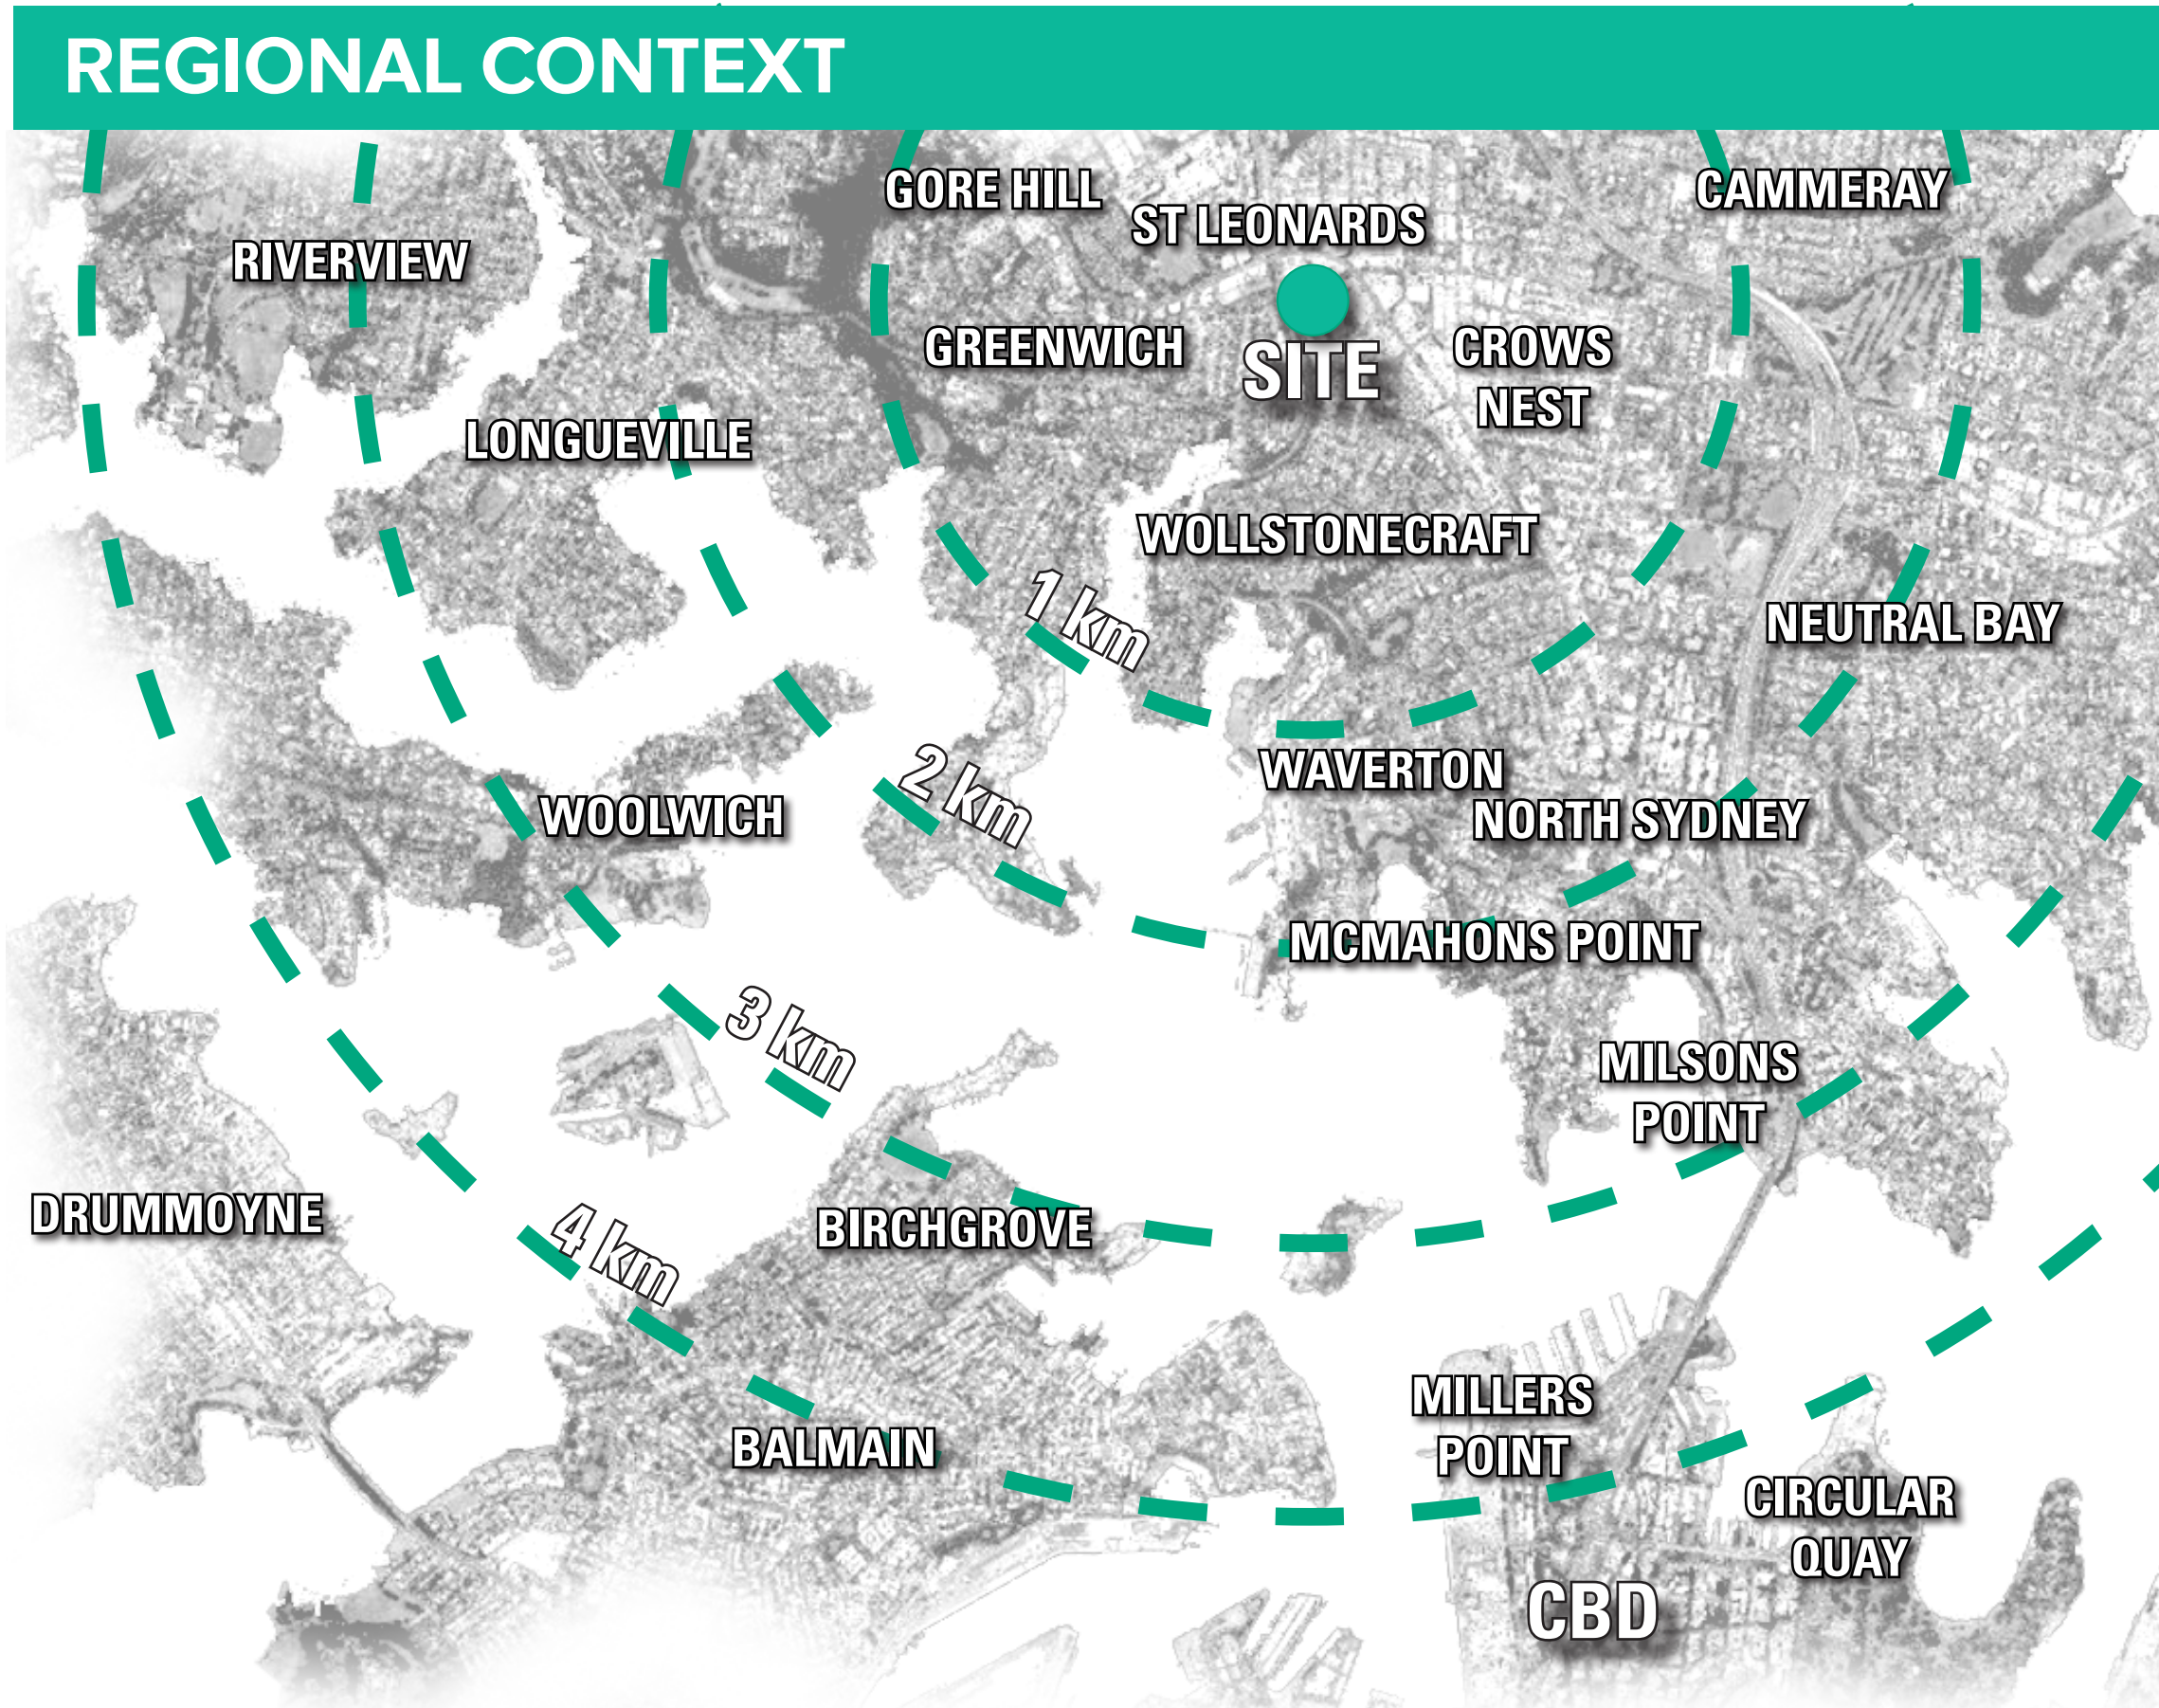 REGIONAL CONTEXT
GORE HILL
CAMMERAY
ST LEONARDS
RIVERVIEW
GREENWICH
SITE
CROWS
NEST
LONGUEVILLE
WOLLSTONECRAFT
1 km
NEUTRAL BAY
WAVERTON
2 km
WOOLWICH
NORTH SYDNEY
MCMAHONS POINT
3 km
MILSONS
POINT
DRUMMOYNE
BIRCHGROVE
4 km
MILLERS
POINT
BALMAIN
CIRCULAR
QUAY
CBD